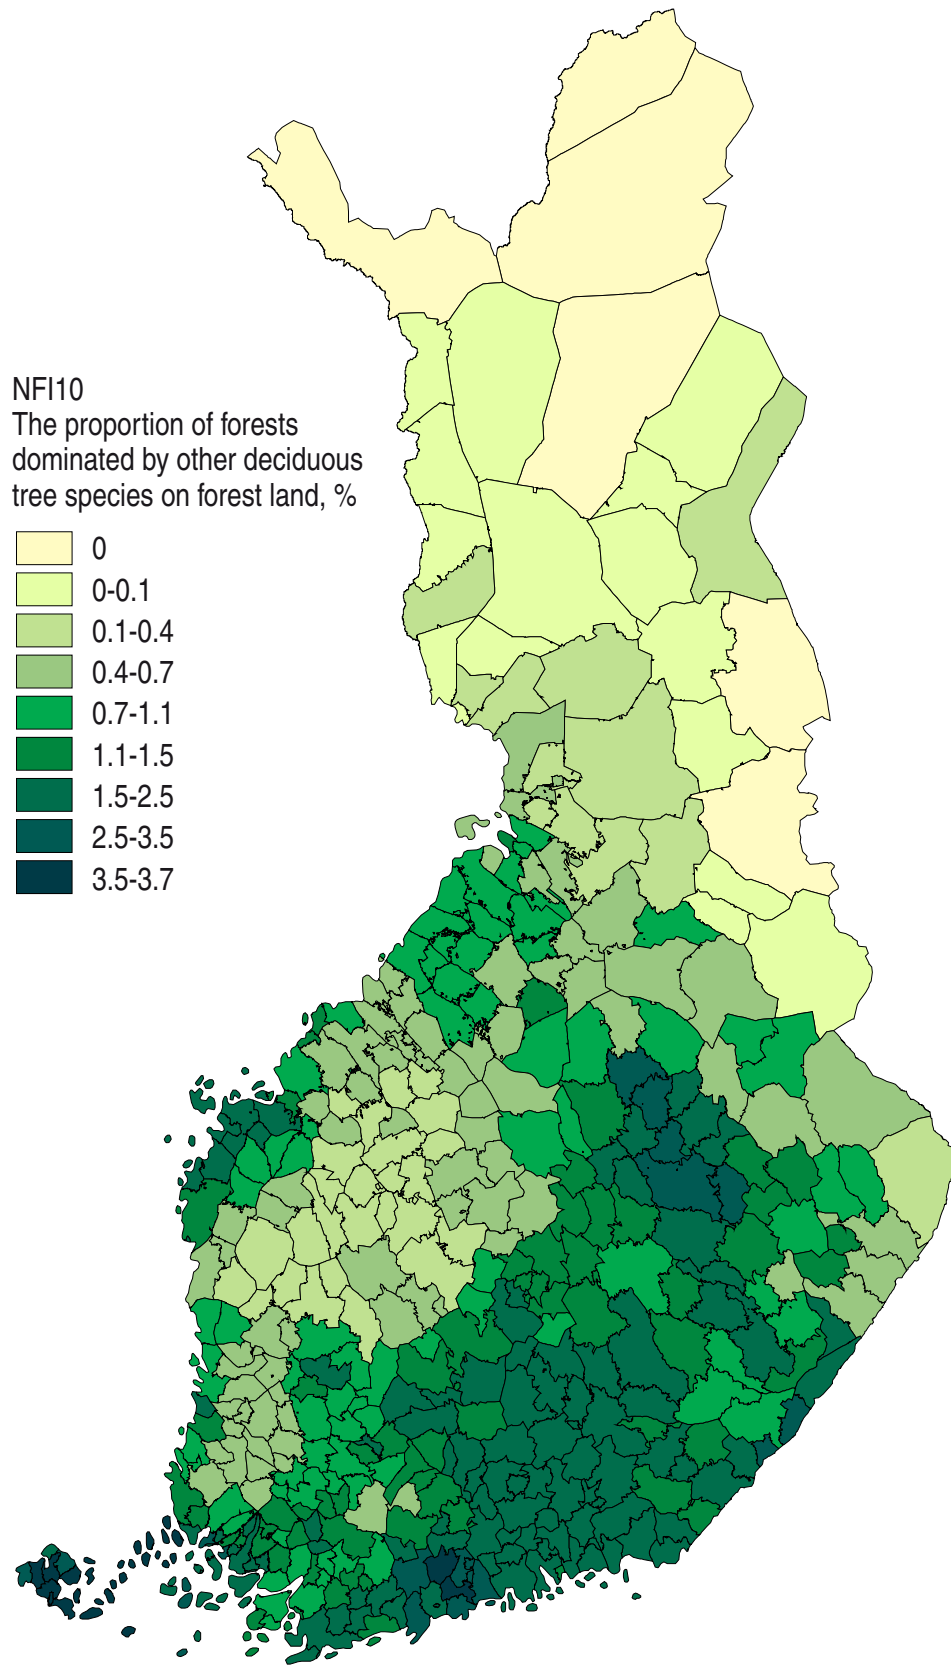 NFI10
The proportion of forests
dominated by other deciduous
tree species on forest land, %
0
0-0.1
0.1-0.4
0.4-0.7
0.7-1.1
1.1-1.5
1.5-2.5
2.5-3.5
3.5-3.7